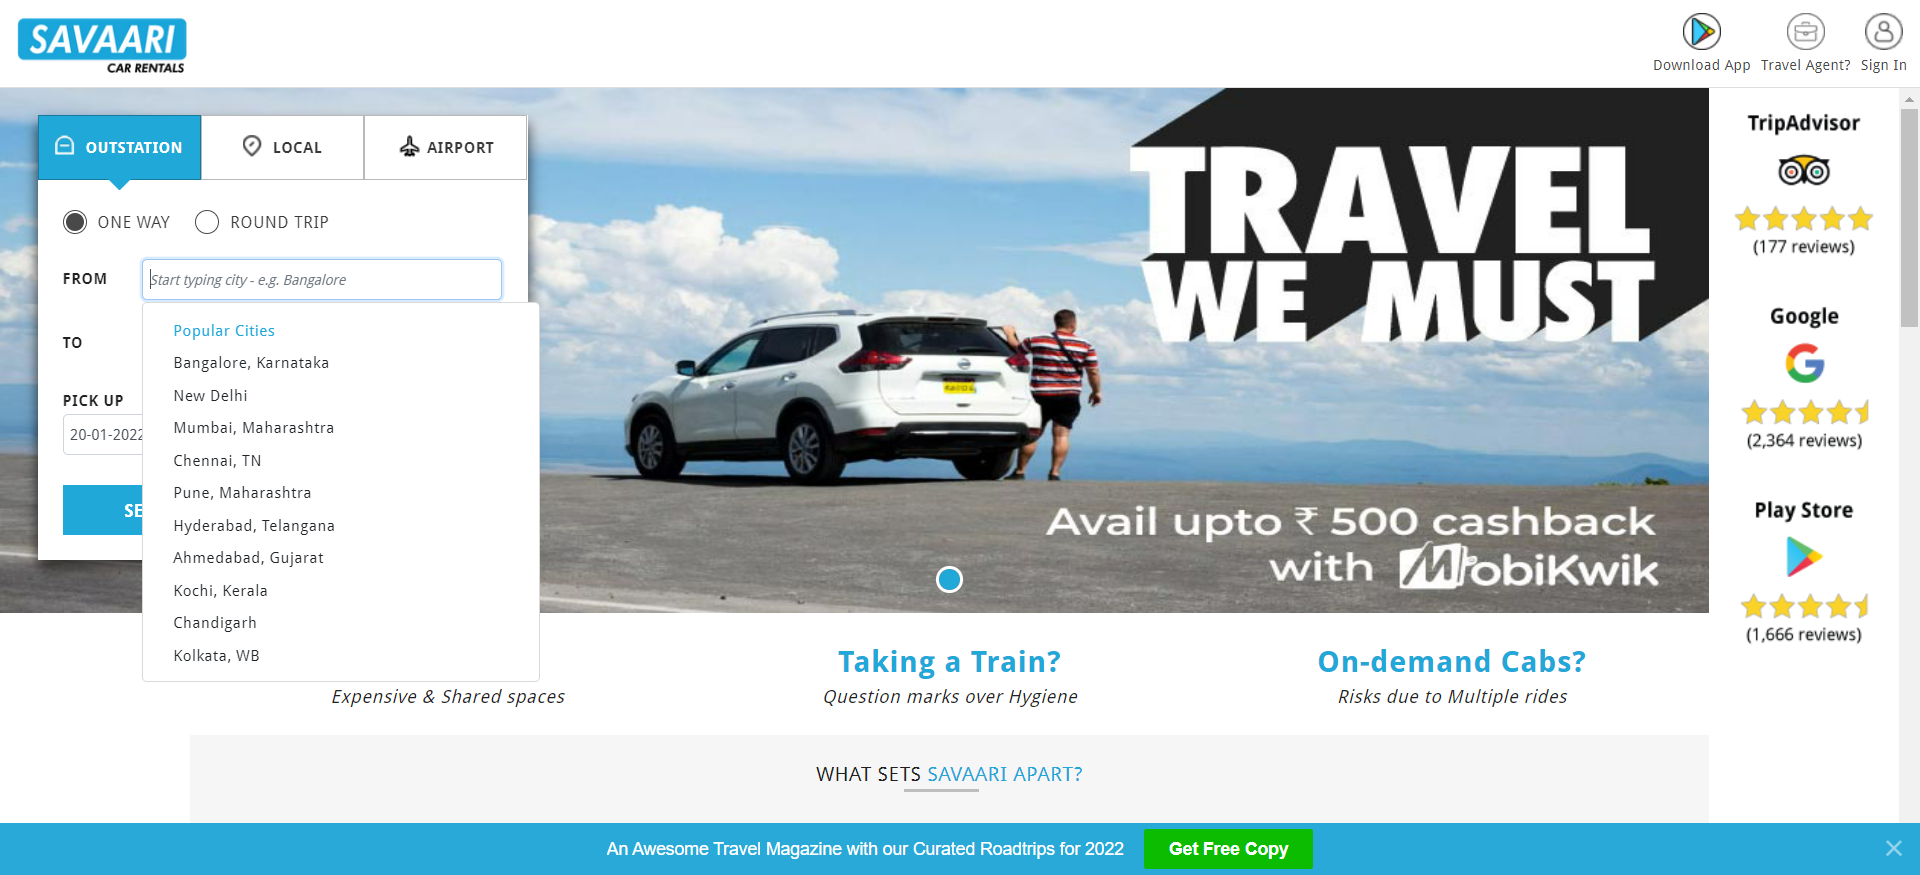 SAVAARI
CAR RENTALS
Download App
Travel Agent?
Sign In
OUTSTATION
LOCAL
AIRPORT
ONE WAY
ROUND TRIP
FROM
Start typing city - e.g. Bangalore
TO
PICK UP
20-01-2022
SE
Popular Cities
Bangalore, Karnataka
New Delhi
Mumbai, Maharashtra
Chennai, TN
Pune, Maharashtra
Hyderabad, Telangana
Ahmedabad, Gujarat
Kochi, Kerala
Chandigarh
Kolkata, WB
TRAVEL
WE MUST
Avail upto ₹ 500 cashback
with MobiKwik
TripAdvisor
(177 reviews)
Google
(2,364 reviews)
Play Store
(1,666 reviews)
Expensive & Shared spaces
Taking a Train?
Question marks over Hygiene
On-demand Cabs?
Risks due to Multiple rides
WHAT SETS SAVAARI APART?
An Awesome Travel Magazine with our Curated Roadtrips for 2022
Get Free Copy